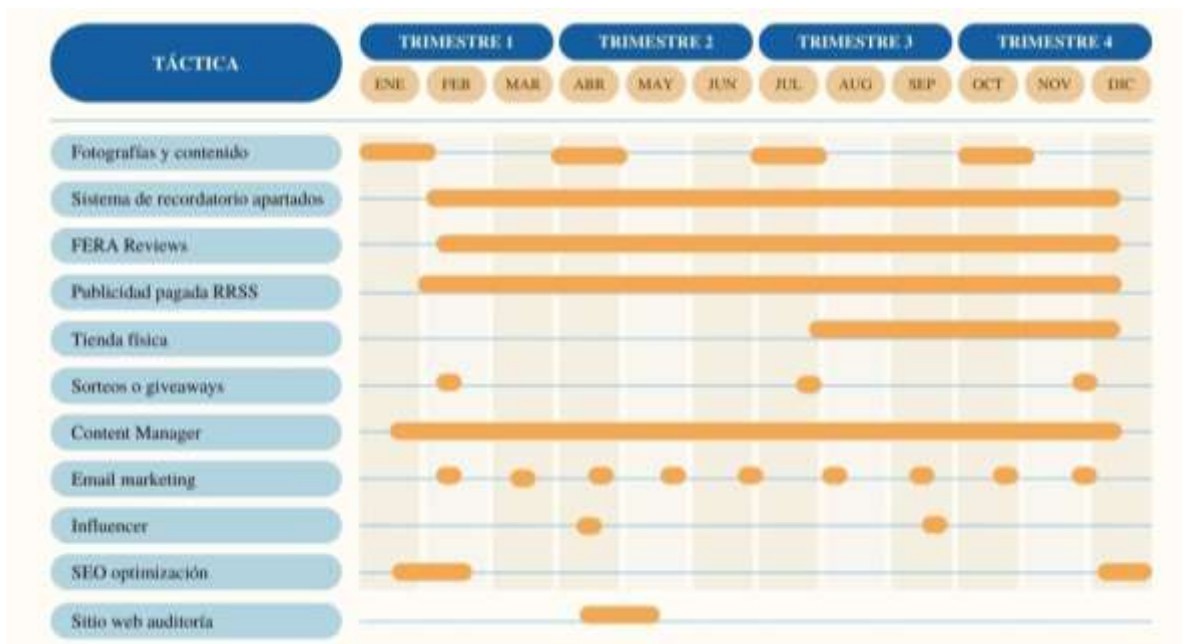 TÁCTICA
TRIMESTRE 1 TRIMESTRE 2 TRIMESTRE 3 TRIMESTRE 4
ENE FEB MAR ABR MAY JUN JUL AUG SEP OCT NOV DIC
Fotografías y contenido
Sistema de recordatorio apartados
FERA Reviews
Publicidad pagada RRSS
Tienda física
Sorteos o giveaways
Content Manager
Email marketing
Influencer
SEO optimización
Sitio web auditoría